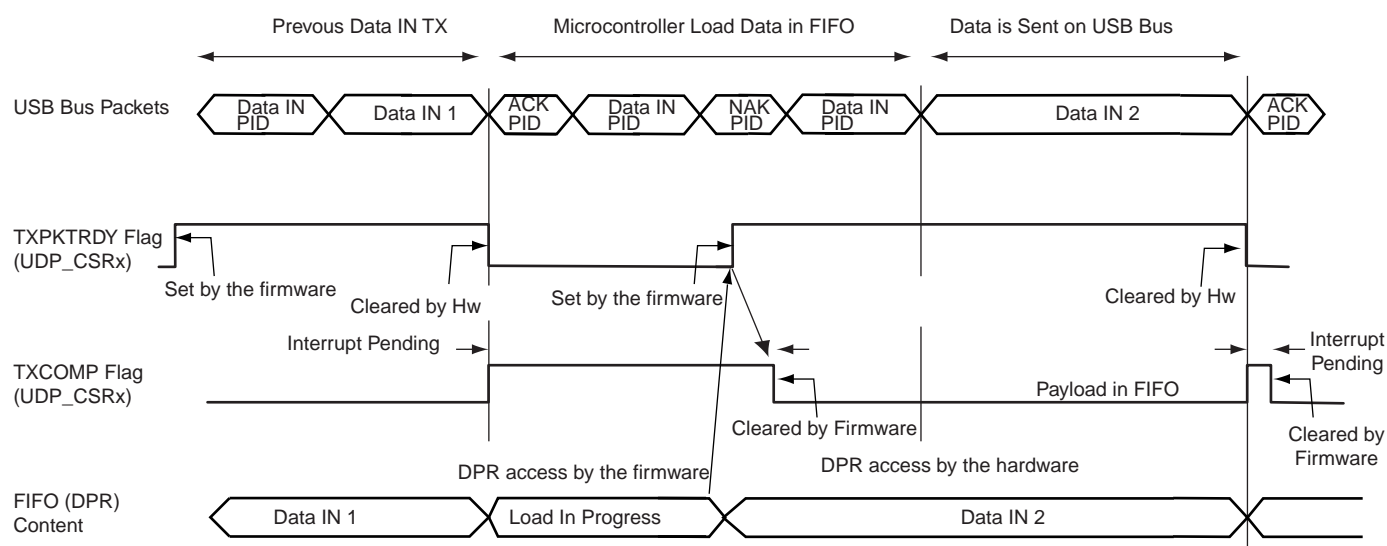 Prevous Data IN TX
Microcontroller Load Data in FIFO
Data is Sent on USB Bus
USB Bus Packets
Data IN
PID
Data IN 1
ACK
PID
Data IN
PID
NAK
PID
Data IN
PID
Data IN 2
ACK
PID
TXPKTRDY Flag
(UDP_CSRx)
Set by the firmware
Cleared by Hw
Set by the firmware
Cleared by Hw
Interrupt Pending
Interrupt
Pending
TXCOMP Flag
(UDP_CSRx)
Payload in FIFO
Cleared by Firmware
Cleared by
Firmware
DPR access by the firmware
DPR access by the hardware
FIFO (DPR)
Content
Data IN 1
Load In Progress
Data IN 2